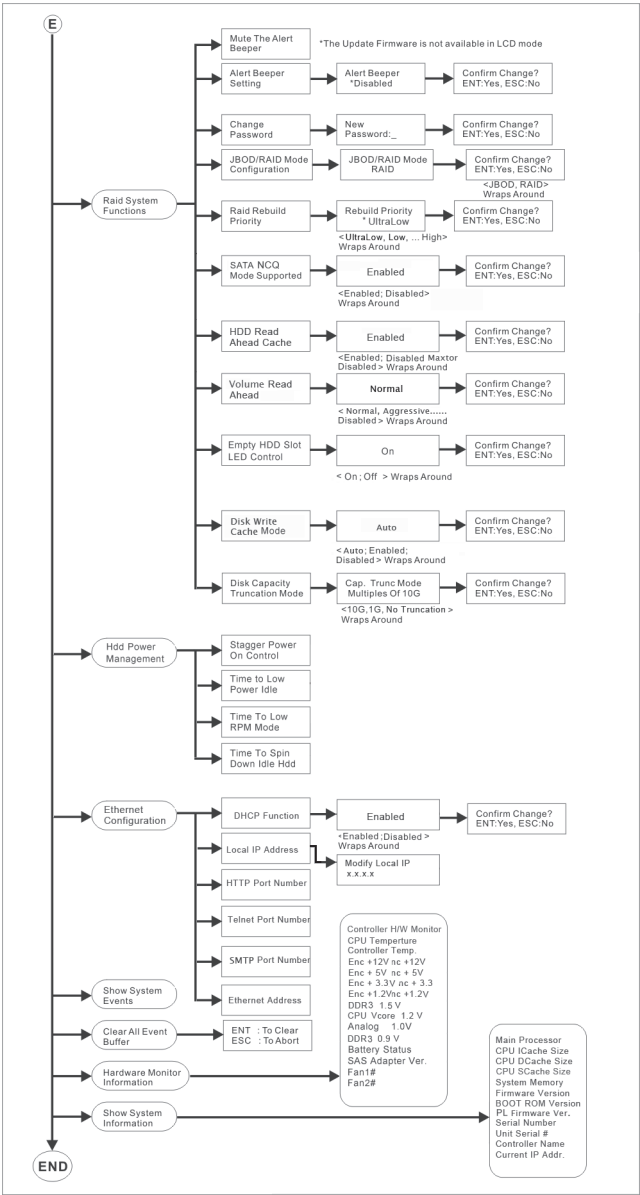 E
Mute The Alert
Beeper
*The Update Firmware is not available in LCD mode
Alert Beeper
Setting
Alert Beeper
*Disabled
Confirm Change?
ENT:Yes, ESC:No
Change
Password
New
Password:_
Confirm Change?
ENT:Yes, ESC:No
JBOD/RAID Mode
Configuration
JBOD/RAID Mode
RAID
Confirm Change?
ENT:Yes, ESC:No
<JBOD, RAID>
Wraps Around
Raid System
Functions
Raid Rebuild
Priority
Rebuild Priority
* UltraLow
Confirm Change?
ENT:Yes, ESC:No
<UltraLow, Low, ... High>
Wraps Around
SATA NCQ
Mode Supported
Enabled
Confirm Change?
ENT:Yes, ESC:No
<Enabled; Disabled>
Wraps Around
HDD Read
Ahead Cache
Enabled
Confirm Change?
ENT:Yes, ESC:No
<Enabled; Disabled Maxtor
Disabled > Wraps Around
Volume Read
Ahead
Normal
Confirm Change?
ENT:Yes, ESC:No
< Normal, Aggressive......
Disabled > Wraps Around
Empty HDD Slot
LED Control
On
Confirm Change?
ENT:Yes, ESC:No
< On ; Off > Wraps Around
Disk Write
Cache Mode
Auto
Confirm Change?
ENT:Yes, ESC:No
< Auto; Enabled;
Disabled > Wraps Around
Disk Capacity
Truncation Mode
Cap. Trunc Mode
Multiples Of 10G
Confirm Change?
ENT:Yes, ESC:No
<10G,1G, No Truncation >
Wraps Around
Hdd Power
Management
Stagger Power
On Control
Time to Low
Power Idle
Time To Low
RPM Mode
Time To Spin
Down Idle Hdd
Ethernet
Configuration
DHCP Function
Enabled
Confirm Change?
ENT:Yes, ESC:No
<Enabled ;Disabled >
Wraps Around
Local IP Address
Modify Local IP
x.x.x.x
HTTP Port Number
Telnet Port Number
SMTP Port Number
Ethernet Address
Show System
Events
Clear All Event
Buffer
ENT : To Clear
ESC : To Abort
Hardware Monitor
Information
Controller H/W Monitor
CPU Temperture
Controller Temp.
Enc +12V nc +12V
Enc + 5V nc + 5V
Enc + 3.3V nc + 3.3
Enc +1.2Vnc +1.2V
DDR3 1.5 V
CPU Vcore 1.2 V
Analog 1.0V
DDR3 0.9 V
Battery Status
SAS Adapter Ver.
Fan1#
Fan2#
Show System
Information
Main Processor
CPU ICache Size
CPU DCache Size
CPU SCache Size
System Memory
Firmware Version
BOOT ROM Version
PL Firmware Ver.
Serial Number
Unit Serial #
Controller Name
Current IP Addr.
END